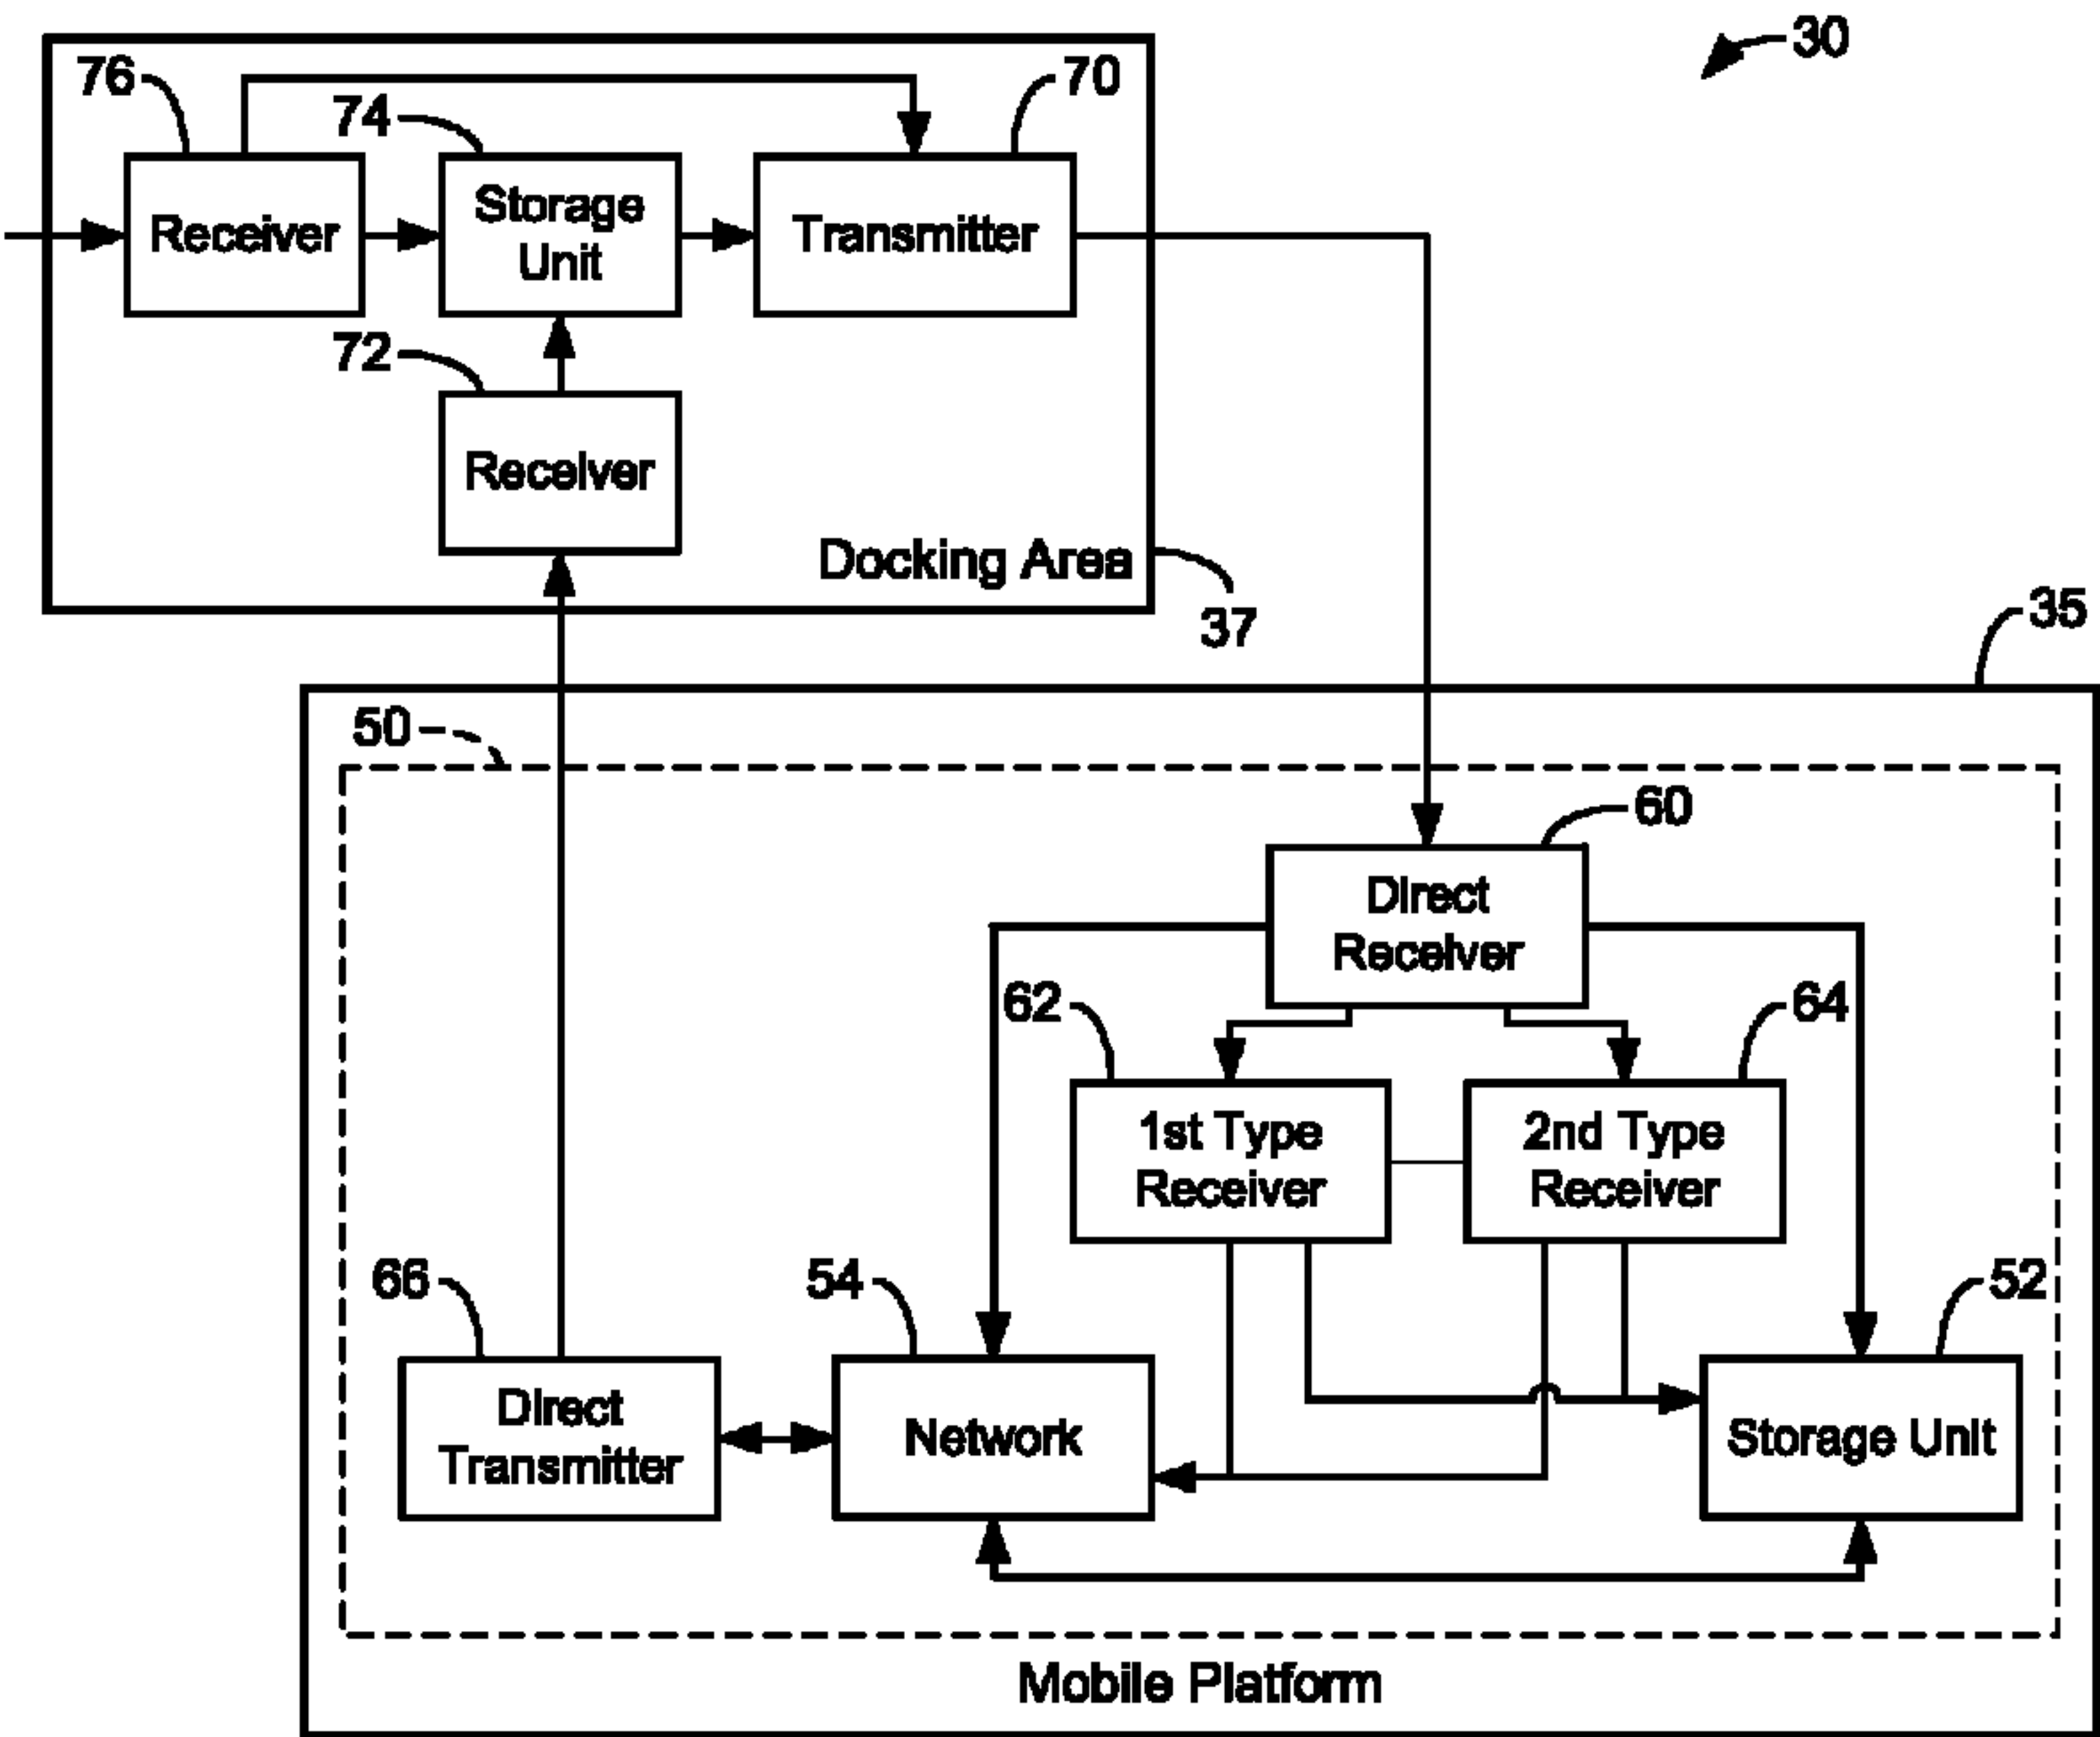 30
76
70
74
Receiver
Storage
Unit
Transmitter
72
Receiver
Docking Area
37
35
50
60
Direct
Receiver
62
64
1st Type
Receiver
2nd Type
Receiver
66
54
52
Direct
Transmitter
Network
Storage Unit
Mobile Platform